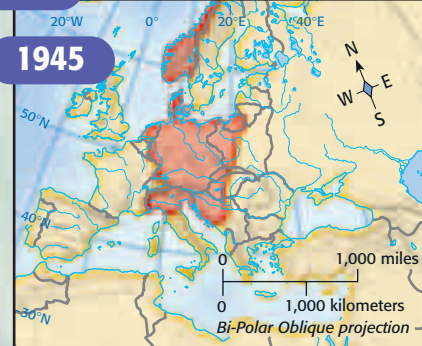 20°W 0° 20°E 40°E
1945
N
W E
S
50°N
40°N
30°N
0 1,000 miles
0 1,000 kilometers
Bi-Polar Oblique projection